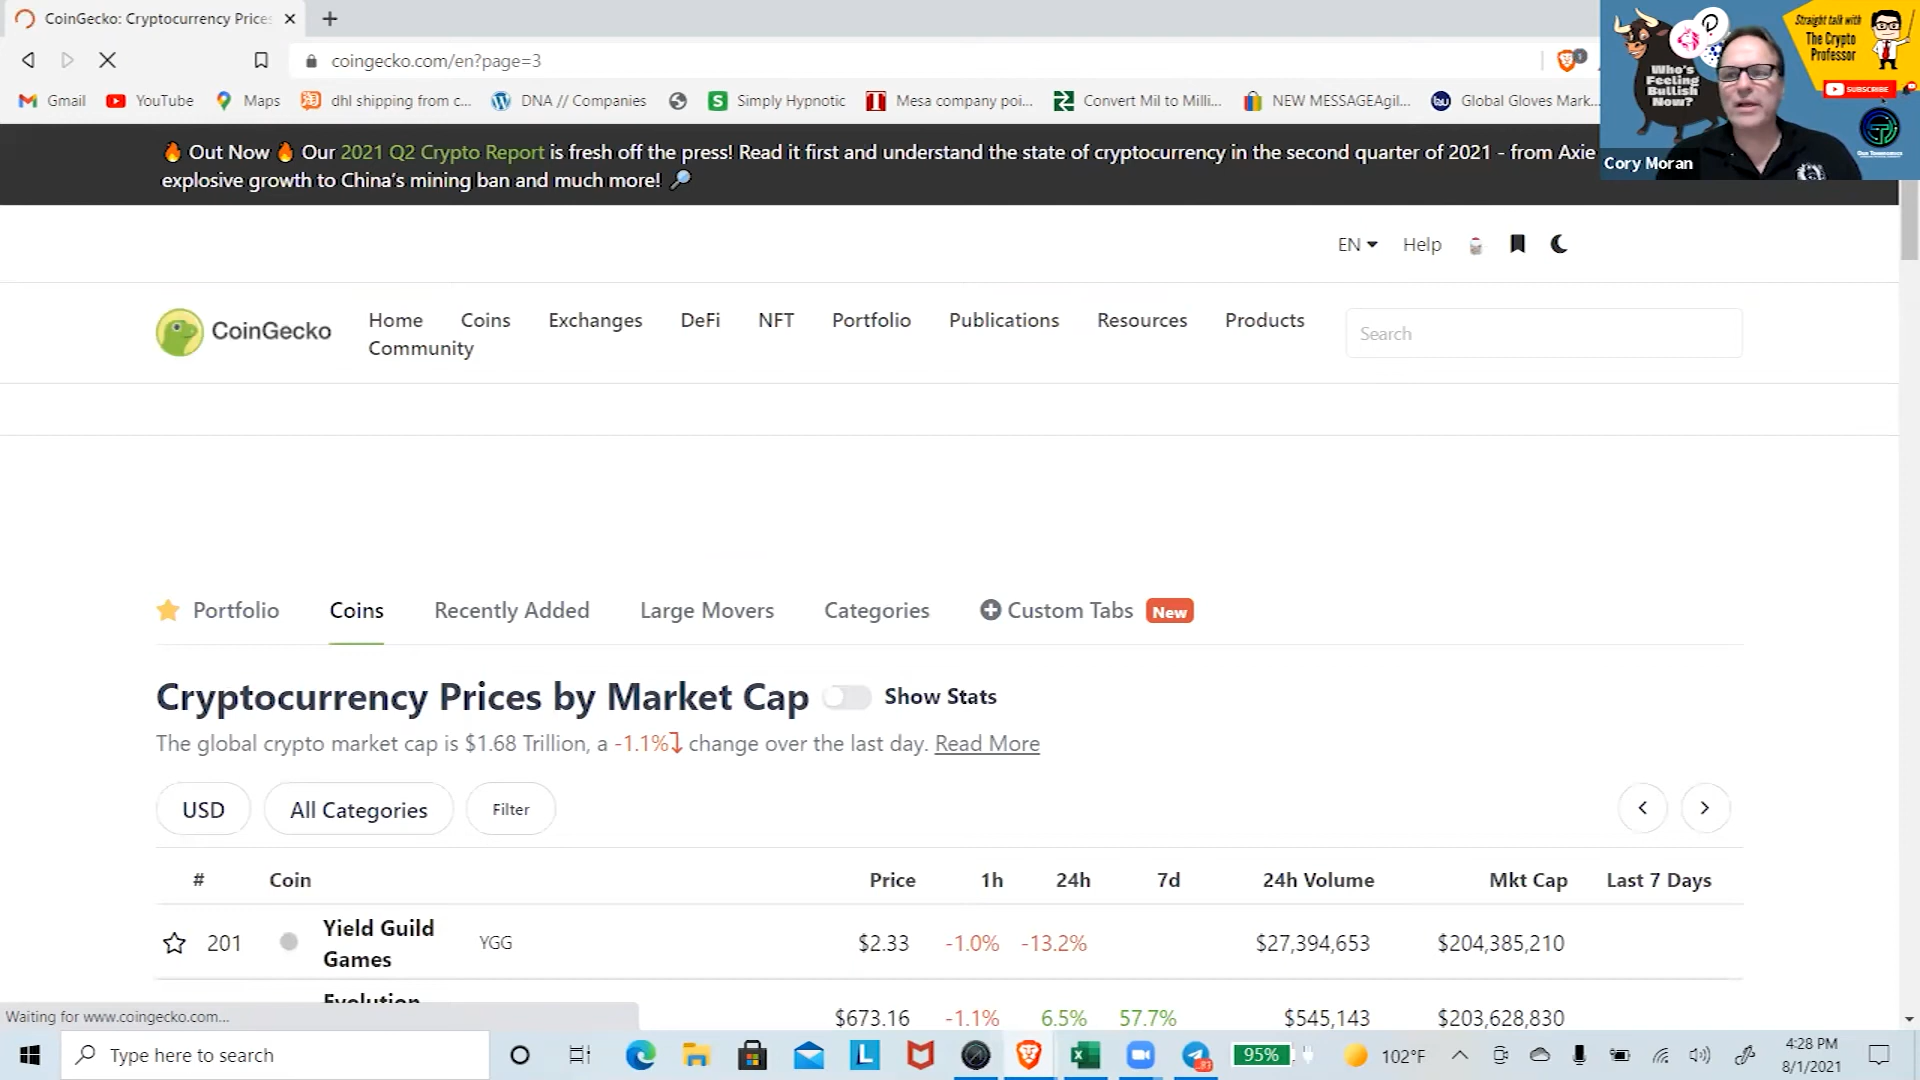 CoinGecko: Cryptocurrency Price
coingecko.com/en?page=3
Gmail YouTube Maps dhl shipping from c... DNA // Companies Simply Hypnotic Mesa company poi... Convert Mil to Milli... NEW MESSAGEAgil... Global Gloves Mark...
Who's
Feeling
Bullish
Now?
Straight talk with
The Crypto
Professor
SUBSCRIBE
Cory Moran
Out Now Our 2021 Q2 Crypto Report is fresh off the press! Read it first and understand the state of cryptocurrency in the second quarter of 2021 - from Axie
explosive growth to China's mining ban and much more!
EN Help
CoinGecko
Home Coins Exchanges DeFi NFT Portfolio Publications Resources Products
Community
Search
Portfolio Coins Recently Added Large Movers Categories Custom Tabs New
Cryptocurrency Prices by Market Cap Show Stats
The global crypto market cap is $1.68 Trillion, a -1.1% change over the last day. Read More
USD All Categories Filter
# Coin Price 1h 24h 7d 24h Volume Mkt Cap Last 7 Days
201 Yield Guild
Games YGG $2.33 -1.0% -13.2% $27,394,653 $204,385,210
Evolution
$673.16 -1.1% 6.5% 57.7% $545,143 $203,628,830
Waiting for www.coingecko.com...
Type here to search
95%
102°F
4:28 PM
8/1/2021